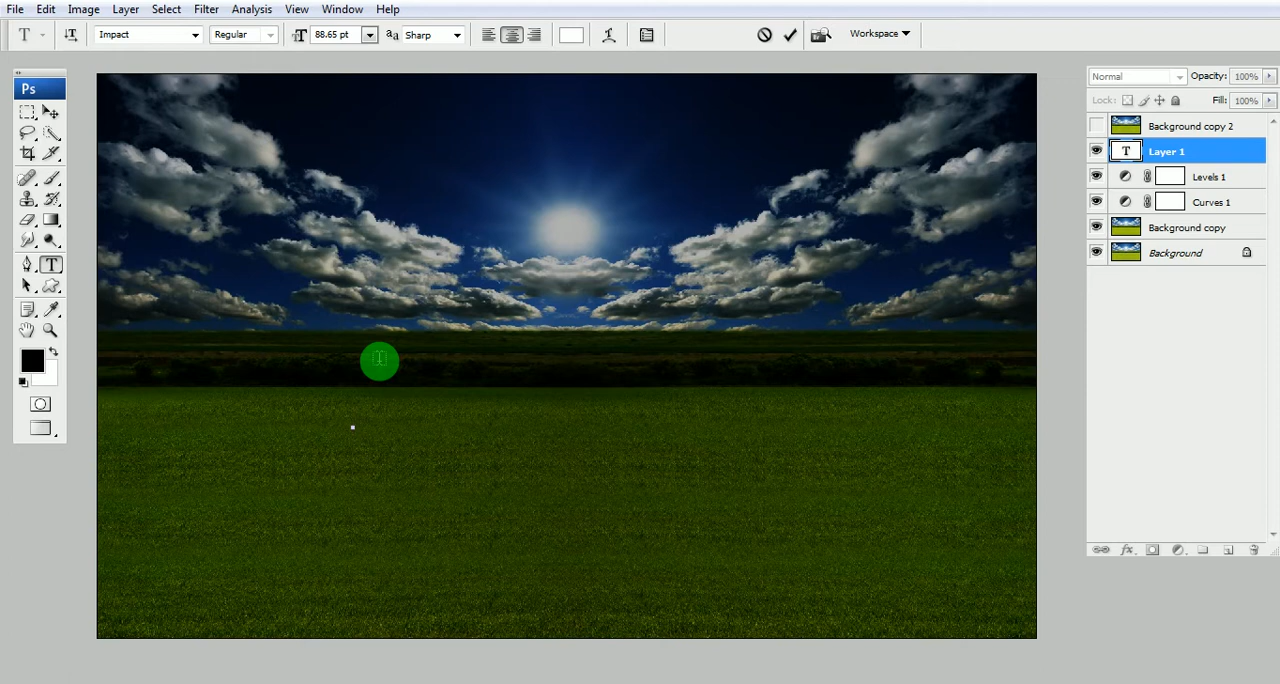 File Edit Image Layer Select Filter Analysis View Window Help
T Impact Regular T 88.65 pt aa Sharp Workspace
Ps
Normal Opacity: 100%
Lock: Fill: 100%
Background copy 2
T Layer 1
Levels 1
Curves 1
Background copy
Background
T
fx